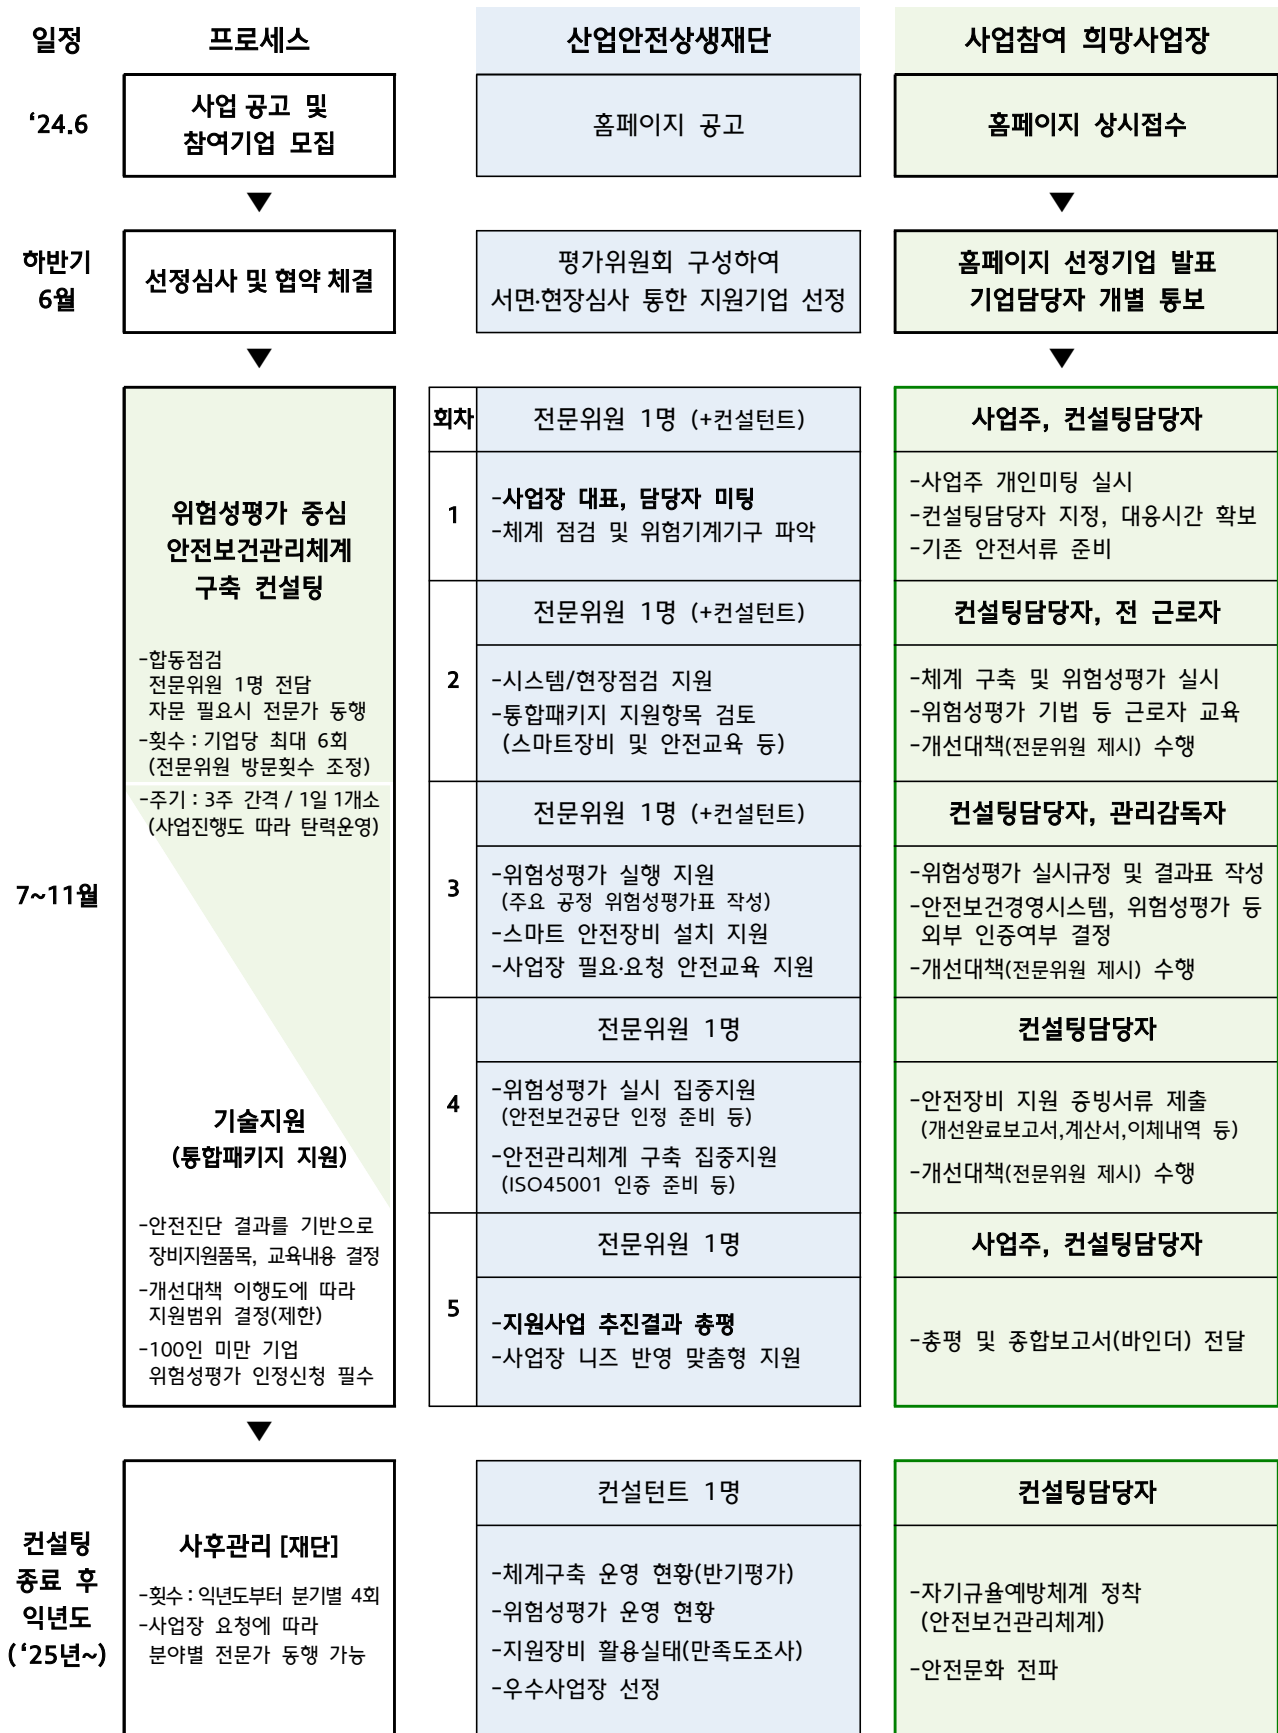 일정 프로세스 산업안전상생재단 사업참여 희망사업장
‘24.6
사업 공고 및
참여기업 모집
홈페이지 공고
홈페이지 상시접수
▼ ▼
하반기
6월
선정심사 및 협약 체결
평가위원회 구성하여
서면·현장심사 통한 지원기업 선정
홈페이지 선정기업 발표
기업담당자 개별 통보
▼ ▼
7~11월
위험성평가 중심
안전보건관리체계
구축 컨설팅
-합동점검
전문위원 1명 전담
자문 필요시 전문가 동행
-횟수 : 기업당 최대 6회
(전문위원 방문횟수 조정)
-주기 : 3주 간격 / 1일 1개소
(사업진행도 따라 탄력운영)
기술지원
(통합패키지 지원)
-안전진단 결과를 기반으로
장비지원품목, 교육내용 결정
-개선대책 이행도에 따라
지원범위 결정(제한)
-100인 미만 기업
위험성평가 인정신청 필수
회차
전문위원 1명 (+컨설턴트)
사업주, 컨설팅담당자
1
-사업장 대표, 담당자 미팅
-체계 점검 및 위험기계기구 파악
-사업주 개인미팅 실시
-컨설팅담당자 지정, 대응시간 확보
-기존 안전서류 준비
전문위원 1명 (+컨설턴트)
컨설팅담당자, 전 근로자
2
-시스템/현장점검 지원
-통합패키지 지원항목 검토
(스마트장비 및 안전교육 등)
-체계 구축 및 위험성평가 실시
-위험성평가 기법 등 근로자 교육
-개선대책(전문위원 제시) 수행
전문위원 1명 (+컨설턴트)
컨설팅담당자, 관리감독자
3
-위험성평가 실행 지원
(주요 공정 위험성평가표 작성)
-스마트 안전장비 설치 지원
-사업장 필요·요청 안전교육 지원
-위험성평가 실시규정 및 결과표 작성
-안전보건경영시스템, 위험성평가 등
외부 인증여부 결정
-개선대책(전문위원 제시) 수행
전문위원 1명
컨설팅담당자
4
-위험성평가 실시 집중지원
(안전보건공단 인정 준비 등)
-안전관리체계 구축 집중지원
(ISO45001 인증 준비 등)
-안전장비 지원 증빙서류 제출
(개선완료보고서,계산서,이체내역 등)
-개선대책(전문위원 제시) 수행
전문위원 1명
사업주, 컨설팅담당자
5
-지원사업 추진결과 총평
-사업장 니즈 반영 맞춤형 지원
-총평 및 종합보고서(바인더) 전달
▼
컨설팅
종료 후
익년도
(‘25년~)
사후관리 [재단]
-횟수 : 익년도부터 분기별 4회
-사업장 요청에 따라
분야별 전문가 동행 가능
컨설턴트 1명
-체계구축 운영 현황(반기평가)
-위험성평가 운영 현황
-지원장비 활용실태(만족도조사)
-우수사업장 선정
컨설팅담당자
-자기규율예방체계 정착
(안전보건관리체계)
-안전문화 전파